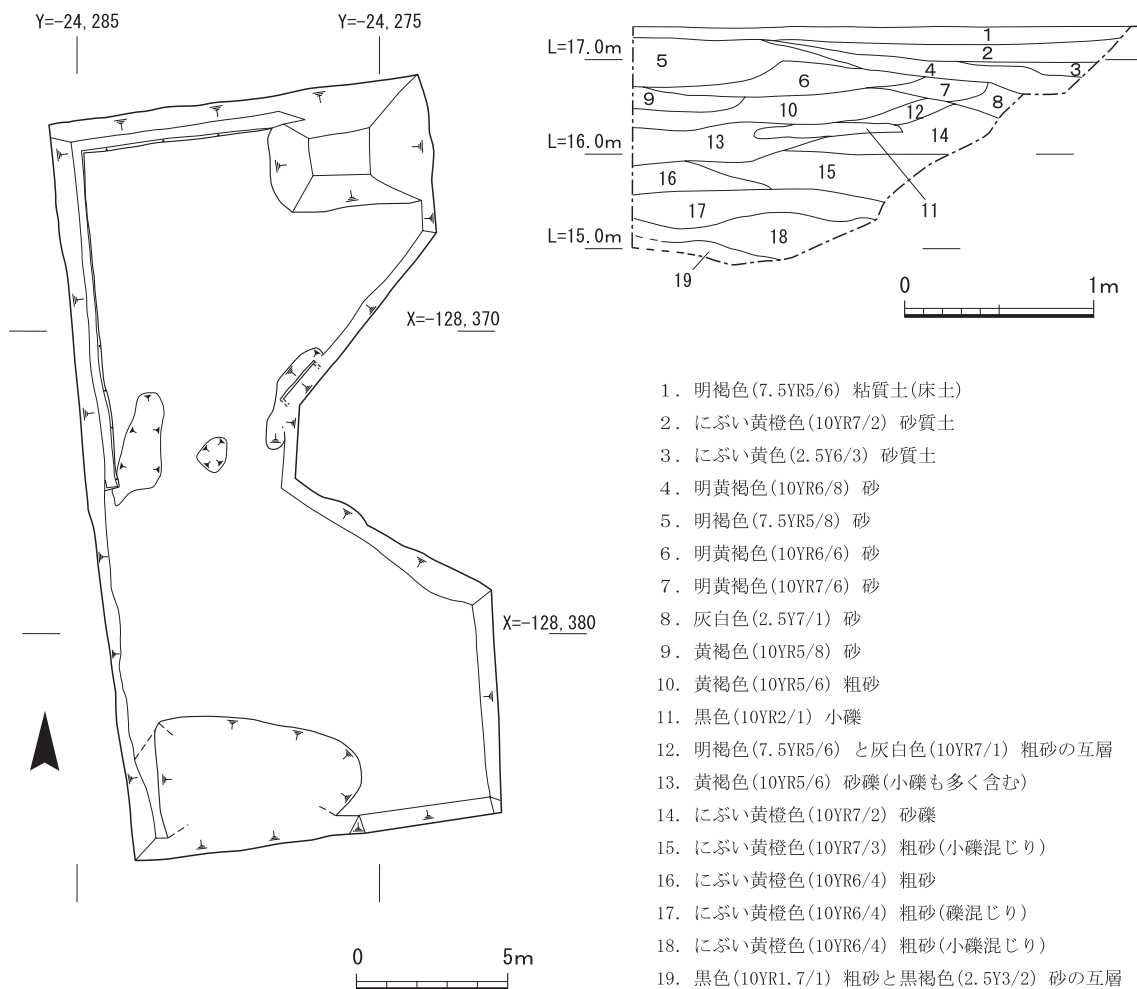 Y=-24, 285
Y=-24, 275
X=-128, 370
X=-128, 380
0
5m
L=17.0m
L=16.0m
L=15.0m
1
2
3
4
5
6
7
8
9
10
12
13
14
15
16
11
17
18
19
0
1m
1. 明褐色(7.5YR5/6) 粘質土(床土)
2. にぶい黄橙色(10YR7/2) 砂質土
3. にぶい黄色(2.5Y6/3) 砂質土
4. 明黄褐色(10YR6/8) 砂
5. 明褐色(7.5YR5/8) 砂
6. 明黄褐色(10YR6/6) 砂
7. 明黄褐色(10YR7/6) 砂
8. 灰白色(2.5Y7/1) 砂
9. 黄褐色(10YR5/8) 砂
10. 黄褐色(10YR5/6) 粗砂
11. 黒色(10YR2/1) 小礫
12. 明褐色(7.5YR5/6) と灰白色(10YR7/1) 粗砂の互層
13. 黄褐色(10YR5/6) 砂礫(小礫も多く含む)
14. にぶい黄橙色(10YR7/2) 砂礫
15. にぶい黄橙色(10YR7/3) 粗砂(小礫混じり)
16. にぶい黄橙色(10YR6/4) 粗砂
17. にぶい黄橙色(10YR6/4) 粗砂(礫混じり)
18. にぶい黄橙色(10YR6/4) 粗砂(小礫混じり)
19. 黒色(10YR1.7/1) 粗砂と黒褐色(2.5Y3/2) 砂の互層